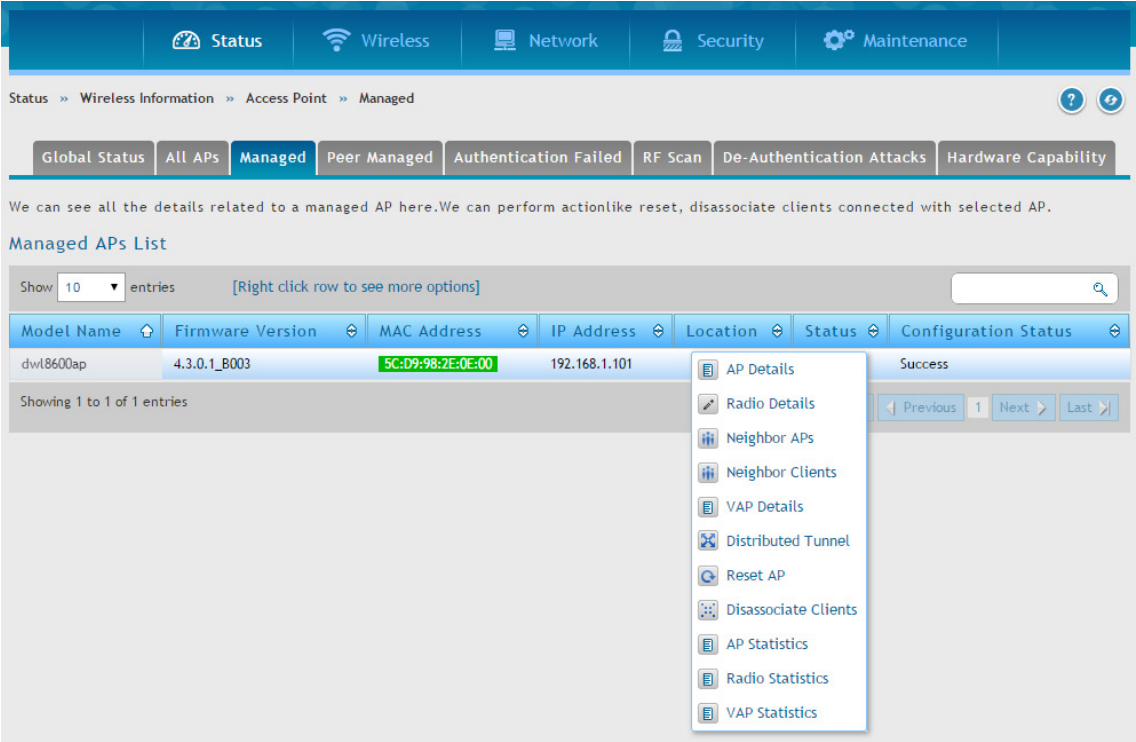 Status Wireless Network Security Maintenance
Status » Wireless Information » Access Point » Managed ?
Global Status All APs Managed Peer Managed Authentication Failed RF Scan De-Authentication Attacks Hardware Capability
We can see all the details related to a managed AP here.We can perform actionlike reset, disassociate clients connected with selected AP.
Managed APs List
Show 10 entries [Right click row to see more options]
Model Name Firmware Version MAC Address IP Address Location Status Configuration Status
dwl8600ap 4.3.0.1_B003 5C:D9:98:2E:0E:00 192.168.1.101 Success
Showing 1 to 1 of 1 entries Previous 1 Next Last
AP Details
Radio Details
Neighbor APs
Neighbor Clients
VAP Details
Distributed Tunnel
Reset AP
Disassociate Clients
AP Statistics
Radio Statistics
VAP Statistics